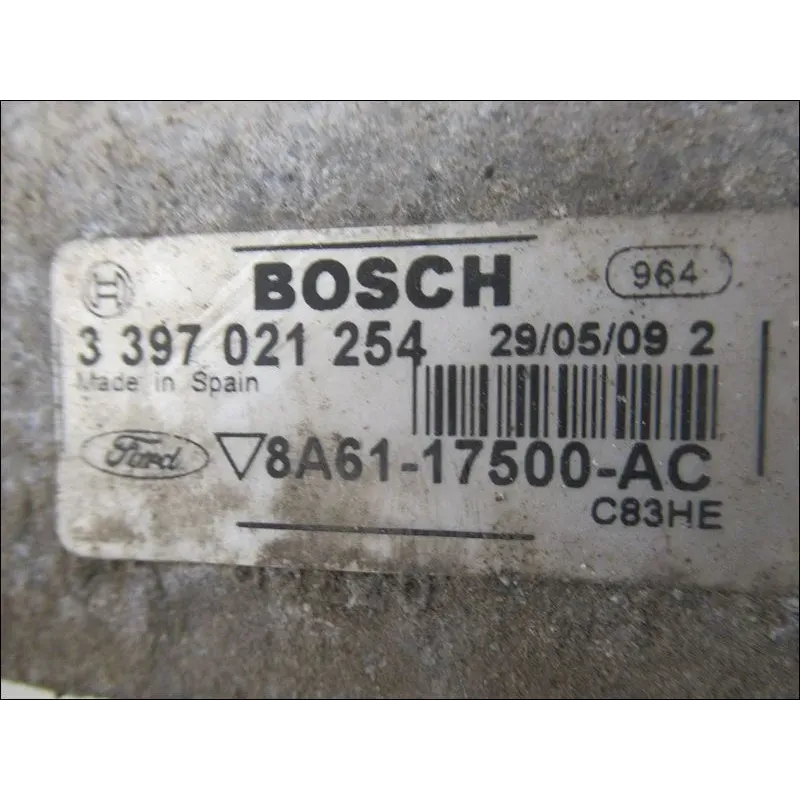 BOSCH 964
3 397 021 254 29/05/09 2
Made in Spain
Ford 8A61-17500-AC
C83HE